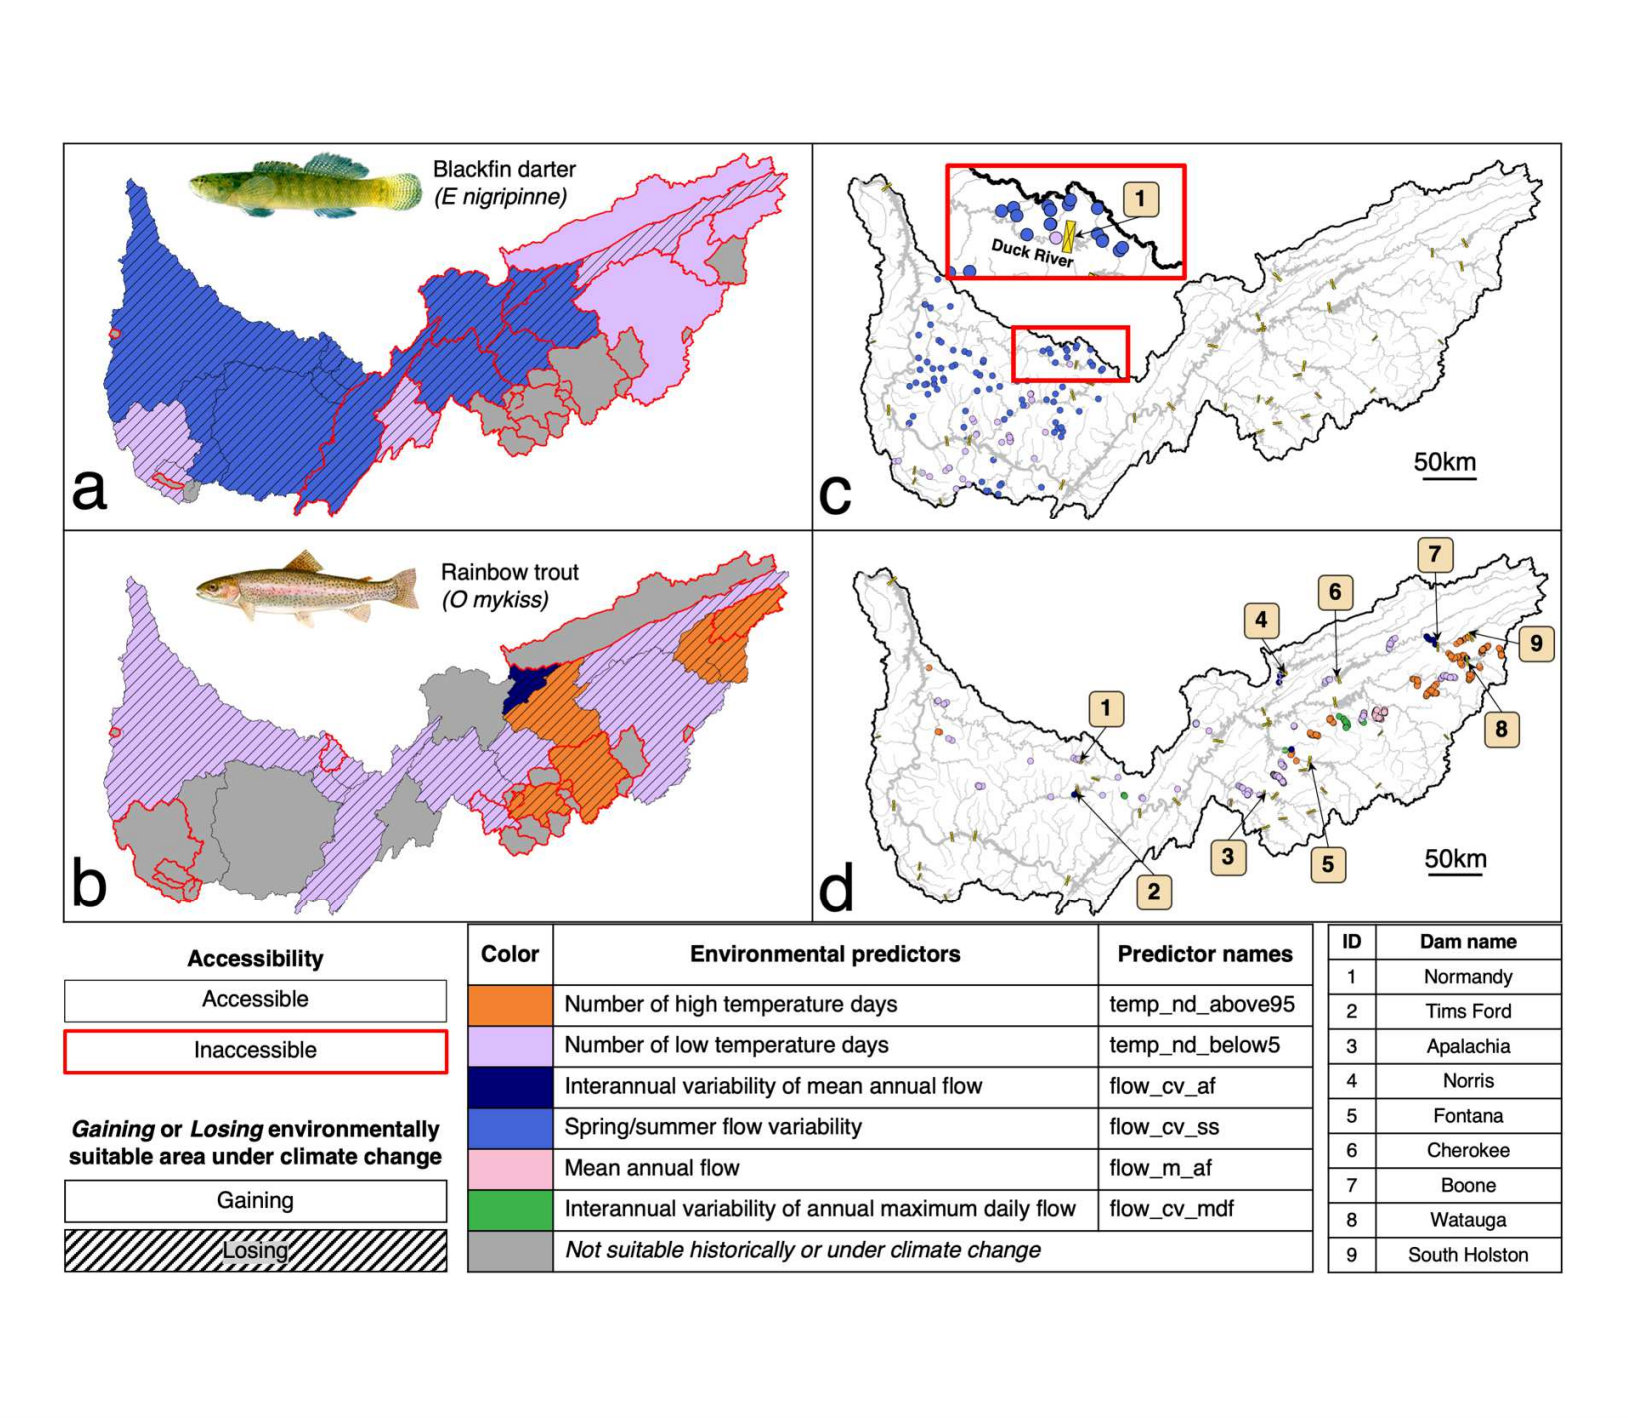 Blackfin darter
(E nigripinne)
a
1
Duck River
50km
c
Rainbow trout
(O mykiss)
b
7
6
4
9
1
8
3
5
2
50km
d
Accessibility
Accessible
Inaccessible
Gaining or Losing environmentally
suitable area under climate change
Gaining
Losing
Color Environmental predictors Predictor names
Number of high temperature days temp_nd_above95
Number of low temperature days temp_nd_below5
Interannual variability of mean annual flow flow_cv_af
Spring/summer flow variability flow_cv_ss
Mean annual flow flow_m_af
Interannual variability of annual maximum daily flow flow_cv_mdf
Not suitable historically or under climate change
ID Dam name
1 Normandy
2 Tims Ford
3 Apalachia
4 Norris
5 Fontana
6 Cherokee
7 Boone
8 Watauga
9 South Holston